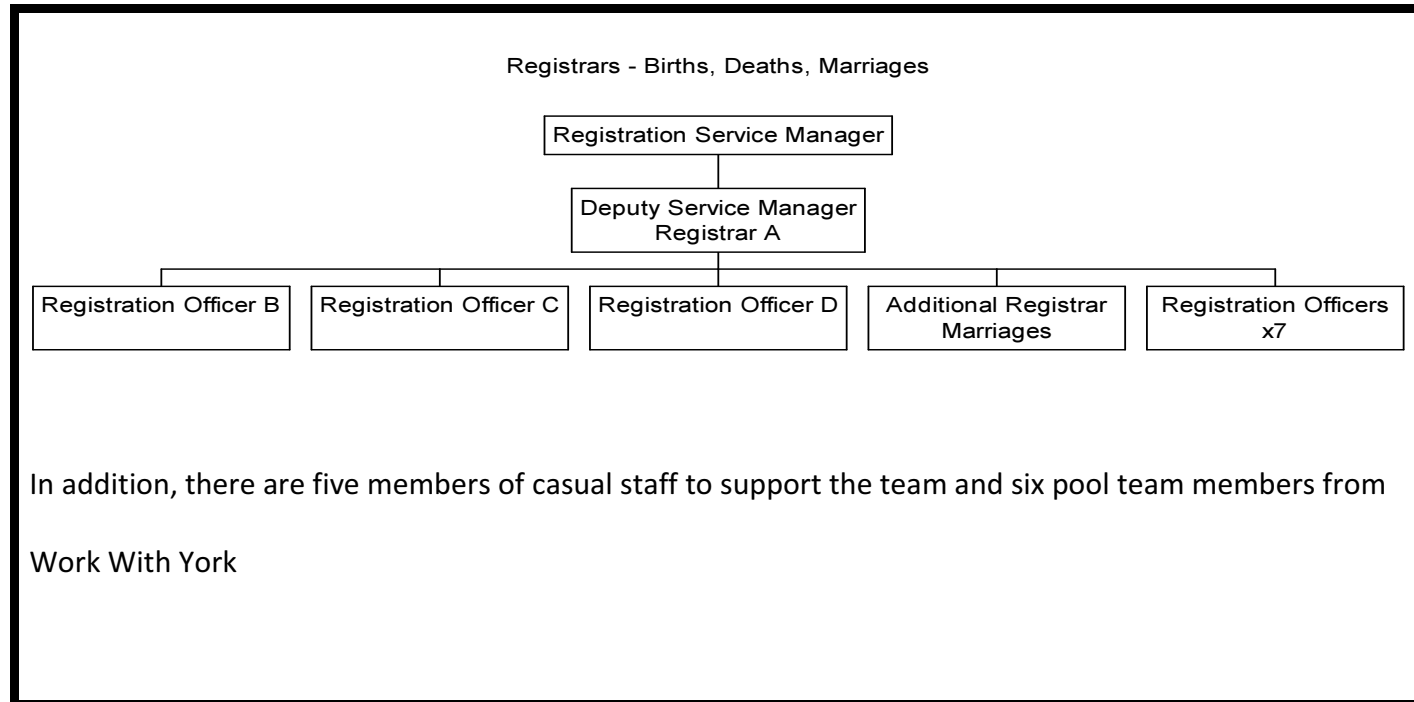 Registrars - Births, Deaths, Marriages
Registration Service Manager
Deputy Service Manager
Registrar A
Registration Officer B
Registration Officer C
Registration Officer D
Additional Registrar
Marriages
Registration Officers
x7
In addition, there are five members of casual staff to support the team and six pool team members from
Work With York